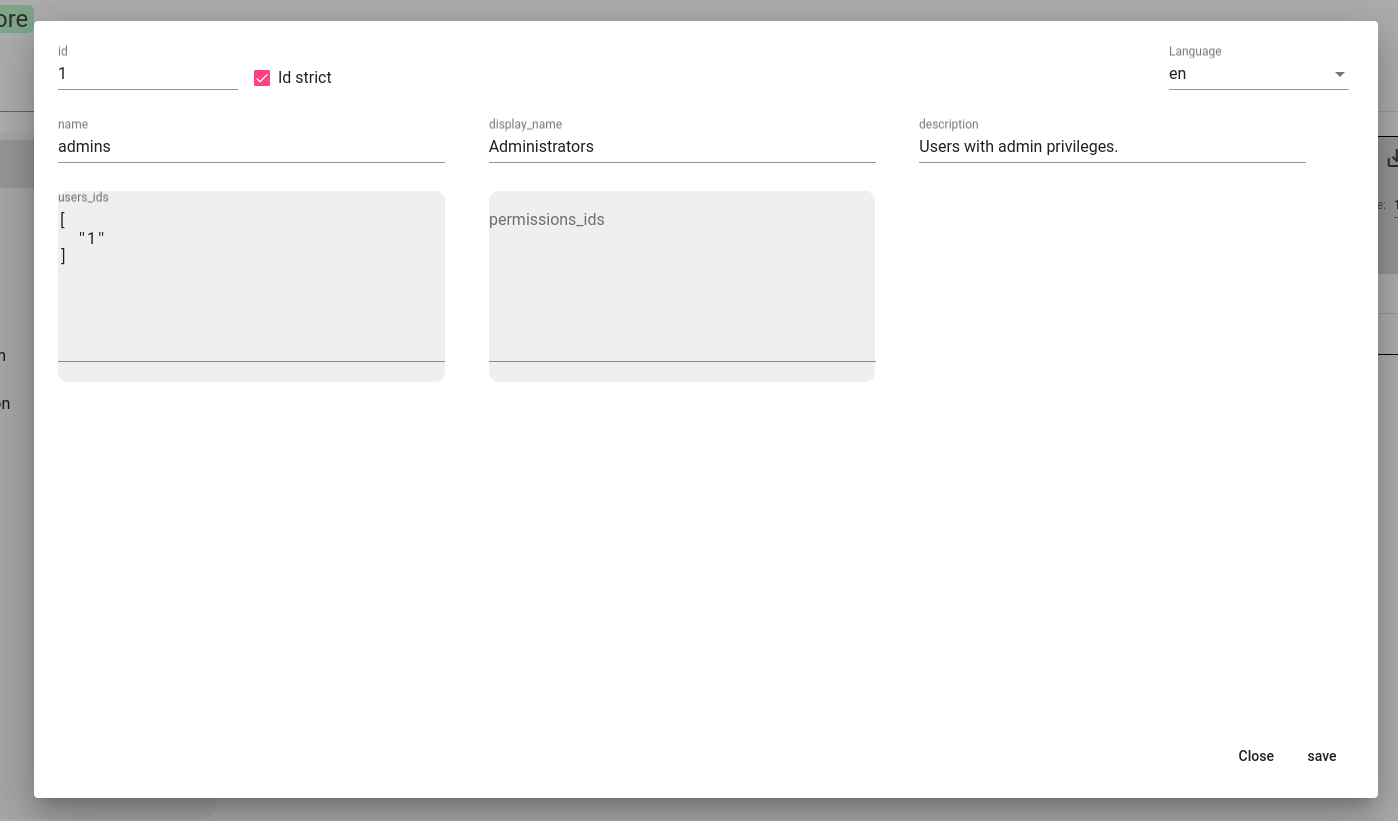 ore
id
1
Id strict
Language
en
name
admins
display_name
Administrators
description
Users with admin privileges.
users_ids
[
"1"
]
permissions_ids
e: 1
n
on
Close
save